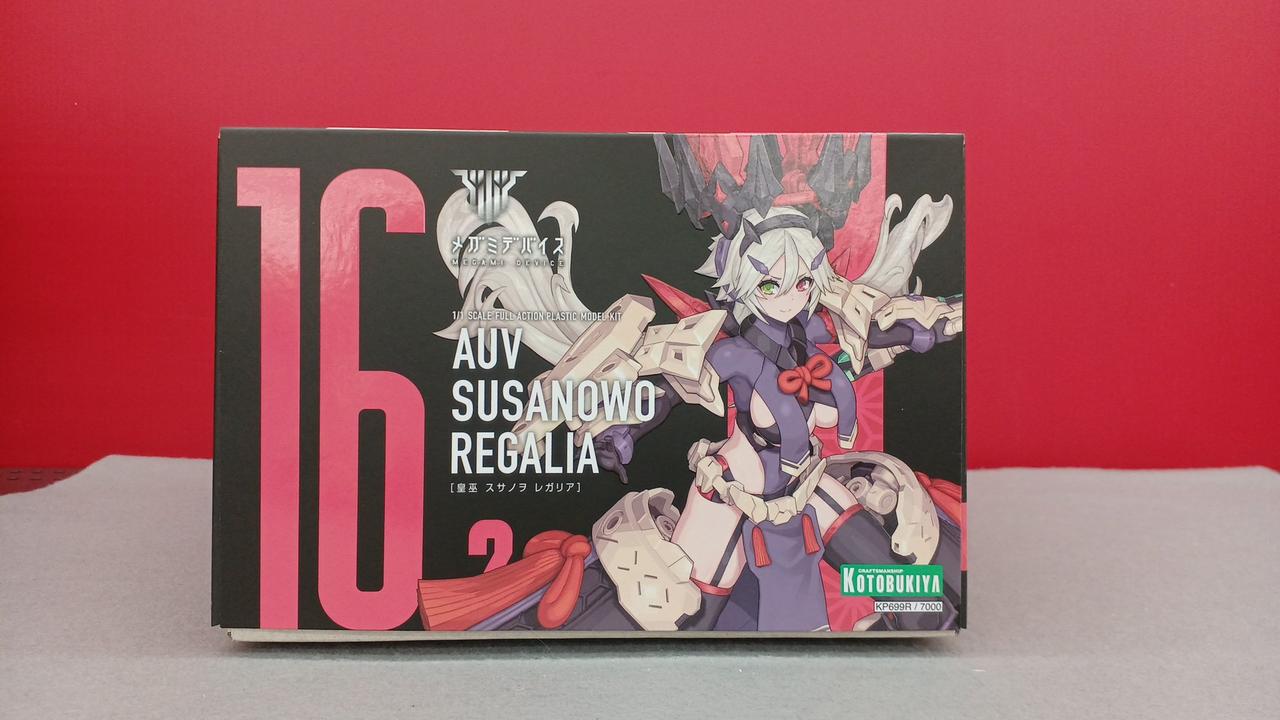 16
メガミデバイス
MEGAMI DEVICE
1/1 SCALE FULL ACTION PLASTIC MODEL KIT
AUV
SUSANOWO
REGALIA
[皇巫 スサノヲ レガリア]
2
CRAFTSMANSHIP
KOTOBUKIYA
KP699R / 7000